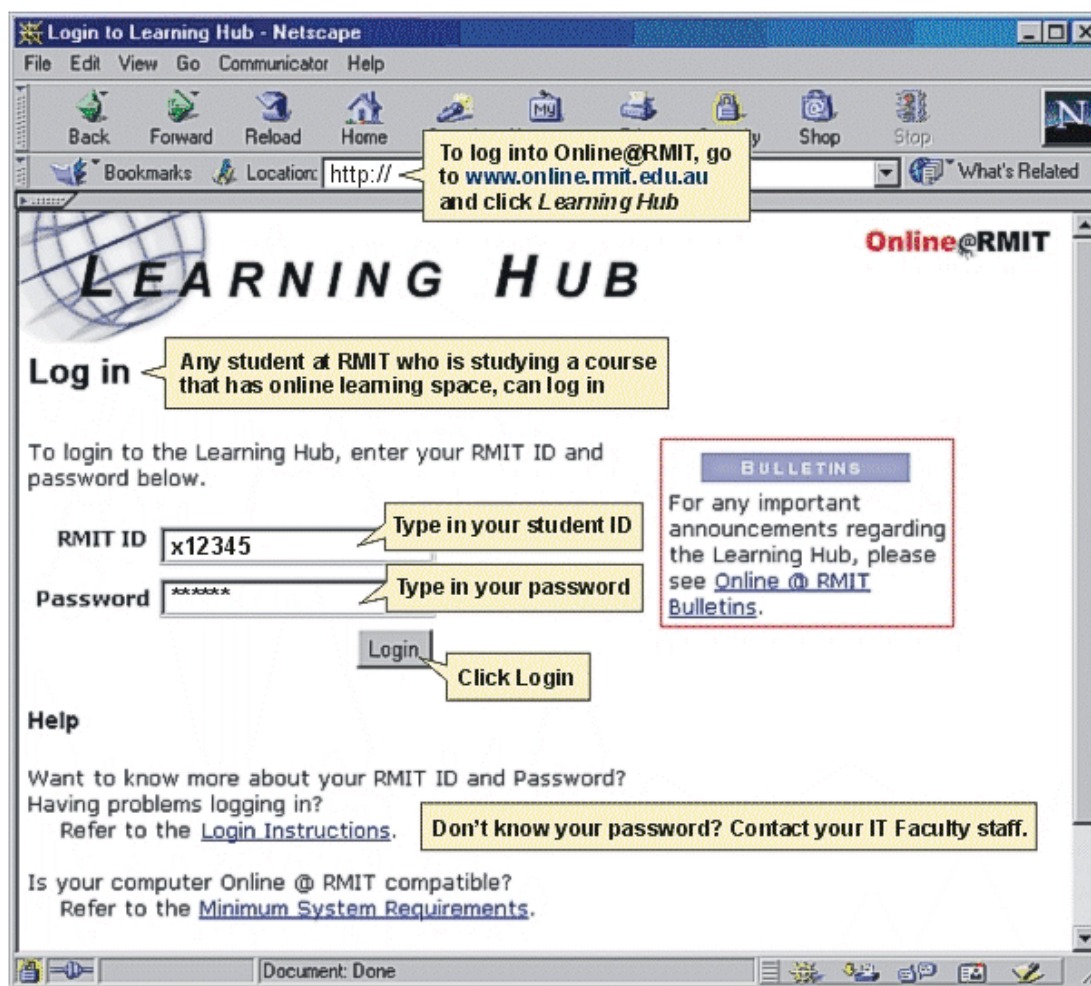 Login to Learning Hub - Netscape
File Edit View Go Communicator Help
Back Forward Reload Home Shop Stop
To log into Online@RMIT, go
to www.online.rmit.edu.au
and click Learning Hub
Bookmarks Location: http:// What's Related
Online@RMIT
LEARNING HUB
Log in
Any student at RMIT who is studying a course
that has online learning space, can log in
To login to the Learning Hub, enter your RMIT ID and
password below.
RMIT ID x12345
Type in your student ID
Password ******
Type in your password
Login
Click Login
BULLETINS
For any important
announcements regarding
the Learning Hub, please
see Online @ RMIT
Bulletins.
Help
Want to know more about your RMIT ID and Password?
Having problems logging in?
Refer to the Login Instructions.
Don't know your password? Contact your IT Faculty staff.
Is your computer Online @ RMIT compatible?
Refer to the Minimum System Requirements.
Document: Done